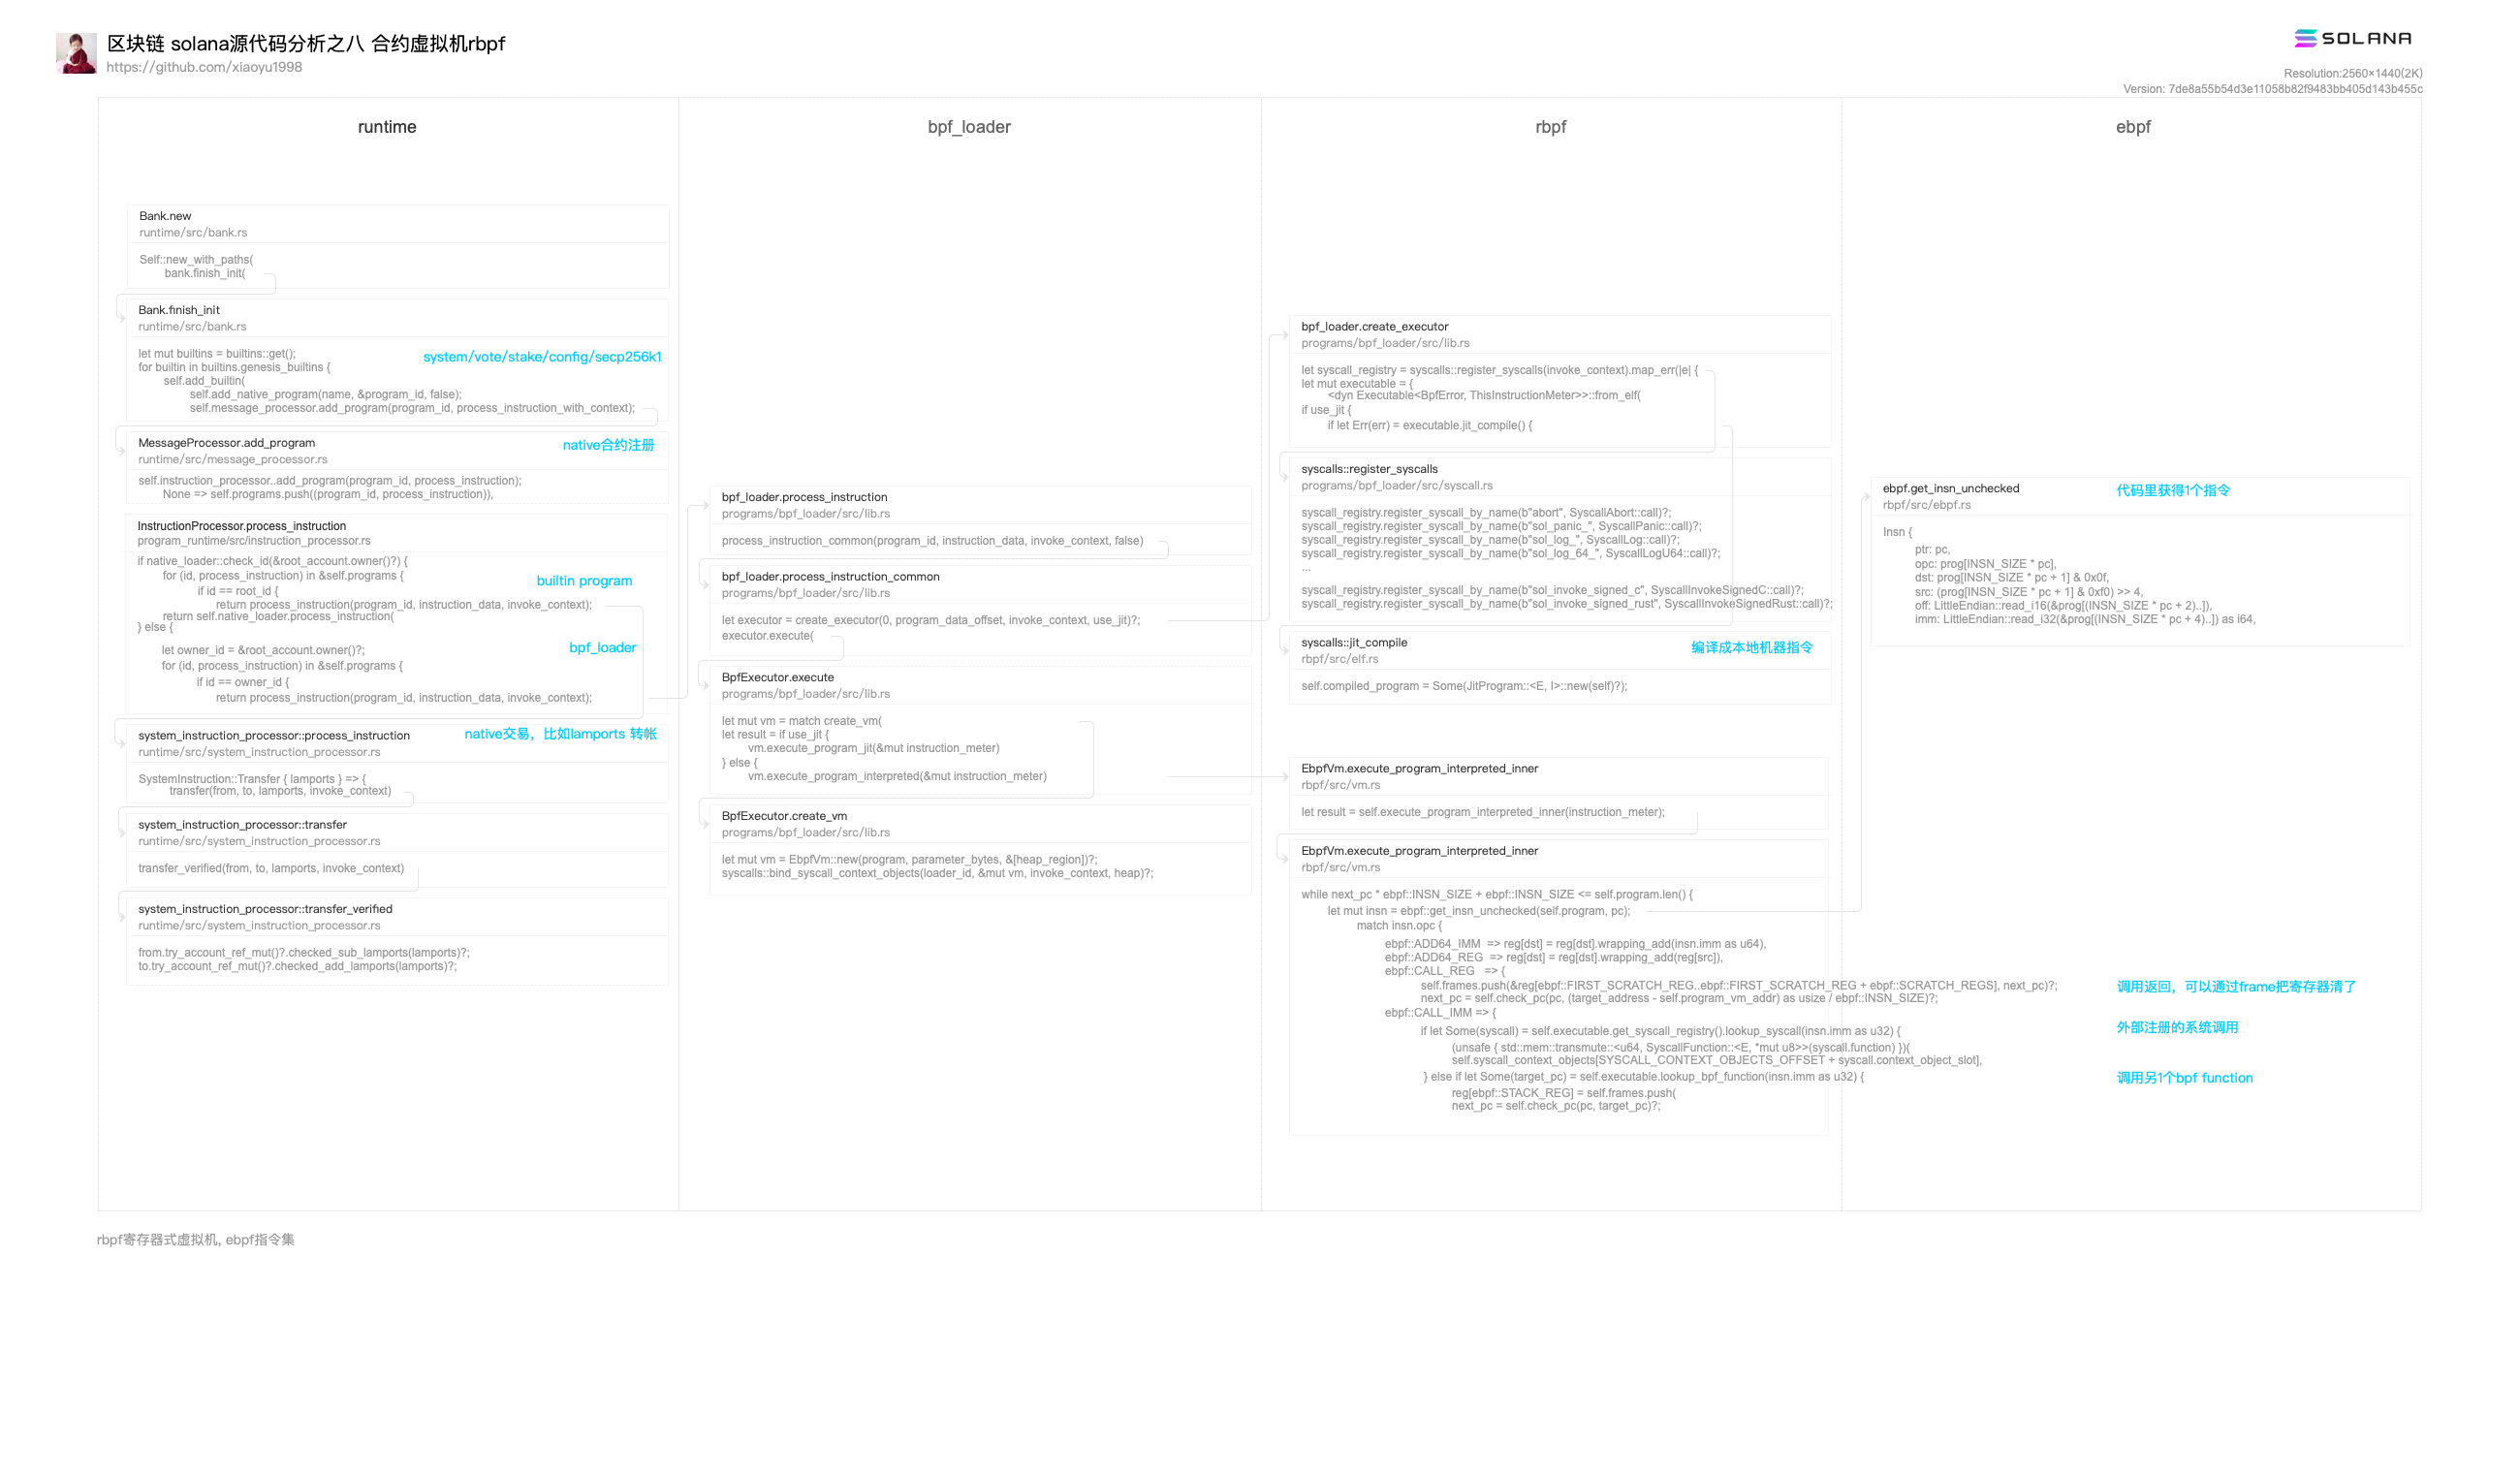 区块链 solana源代码分析之八 合约虚拟机rbpf
https://github.com/xiaoyu1998
SOLANA
Resolution:2560×1440(2K)
Version: 7de8a55b54d3e11058b82f9483bb405d143b455c
runtime
Bank.new
runtime/src/bank.rs
Self::new_with_paths(
bank.finish_init(
Bank.finish_init
runtime/src/bank.rs
let mut builtins = builtins::get();
system/vote/stake/config/secp256k1
for builtin in builtins.genesis_builtins {
self.add_builtin(
self.add_native_program(name, &program_id, false);
self.message_processor.add_program(program_id, process_instruction_with_context);
MessageProcessor.add_program
native合约注册
runtime/src/message_processor.rs
self.instruction_processor..add_program(program_id, process_instruction);
None => self.programs.push((program_id, process_instruction)),
InstructionProcessor.process_instruction
program_runtime/src/instruction_processor.rs
if native_loader::check_id(&root_account.owner()?) {
for (id, process_instruction) in &self.programs {
builtin program
if id == root_id {
return process_instruction(program_id, instruction_data, invoke_context);
return self.native_loader.process_instruction(
} else {
let owner_id = &root_account.owner()?;
bpf_loader
for (id, process_instruction) in &self.programs {
if id == owner_id {
return process_instruction(program_id, instruction_data, invoke_context);
system_instruction_processor::process_instruction
native交易，比如lamports 转帐
runtime/src/system_instruction_processor.rs
SystemInstruction::Transfer { lamports } => {
transfer(from, to, lamports, invoke_context)
system_instruction_processor::transfer
runtime/src/system_instruction_processor.rs
transfer_verified(from, to, lamports, invoke_context)
system_instruction_processor::transfer_verified
runtime/src/system_instruction_processor.rs
from.try_account_ref_mut()?.checked_sub_lamports(lamports)?;
to.try_account_ref_mut()?.checked_add_lamports(lamports)?;
bpf_loader
bpf_loader.process_instruction
programs/bpf_loader/src/lib.rs
process_instruction_common(program_id, instruction_data, invoke_context, false)
bpf_loader.process_instruction_common
programs/bpf_loader/src/lib.rs
let executor = create_executor(0, program_data_offset, invoke_context, use_jit)?;
executor.execute(
BpfExecutor.execute
programs/bpf_loader/src/lib.rs
let mut vm = match create_vm(
let result = if use_jit {
vm.execute_program_jit(&mut instruction_meter)
} else {
vm.execute_program_interpreted(&mut instruction_meter)
BpfExecutor.create_vm
programs/bpf_loader/src/lib.rs
let mut vm = EbpfVm::new(program, parameter_bytes, &[heap_region])?;
syscalls::bind_syscall_context_objects(loader_id, &mut vm, invoke_context, heap)?;
rbpf
bpf_loader.create_executor
programs/bpf_loader/src/lib.rs
let syscall_registry = syscalls::register_syscalls(invoke_context).map_err(|e| {
let mut executable = {
<dyn Executable<BpfError, ThisInstructionMeter>>::from_elf(
if use_jit {
if let Err(err) = executable.jit_compile() {
syscalls::register_syscalls
programs/bpf_loader/src/syscall.rs
syscall_registry.register_syscall_by_name(b"abort", SyscallAbort::call)?;
syscall_registry.register_syscall_by_name(b"sol_panic_", SyscallPanic::call)?;
syscall_registry.register_syscall_by_name(b"sol_log_", SyscallLog::call)?;
syscall_registry.register_syscall_by_name(b"sol_log_64_", SyscallLogU64::call)?;
...
syscall_registry.register_syscall_by_name(b"sol_invoke_signed_c", SyscallInvokeSignedC::call)?;
syscall_registry.register_syscall_by_name(b"sol_invoke_signed_rust", SyscallInvokeSignedRust::call)?;
syscalls::jit_compile
编译成本地机器指令
rbpf/src/elf.rs
self.compiled_program = Some(JitProgram::<E, I>::new(self)?);
EbpfVm.execute_program_interpreted_inner
rbpf/src/vm.rs
let result = self.execute_program_interpreted_inner(instruction_meter);
EbpfVm.execute_program_interpreted_inner
rbpf/src/vm.rs
while next_pc * ebpf::INSN_SIZE + ebpf::INSN_SIZE <= self.program.len() {
let mut insn = ebpf::get_insn_unchecked(self.program, pc);
match insn.opc {
ebpf::ADD64_IMM => reg[dst] = reg[dst].wrapping_add(insn.imm as u64),
ebpf::ADD64_REG => reg[dst] = reg[dst].wrapping_add(reg[src]),
ebpf::CALL_REG => {
self.frames.push(&reg[ebpf::FIRST_SCRATCH_REG..ebpf::FIRST_SCRATCH_REG + ebpf::SCRATCH_REGS], next_pc)?;
next_pc = self.check_pc(pc, (target_address - self.program_vm_addr) as usize / ebpf::INSN_SIZE)?;
ebpf::CALL_IMM => {
if let Some(syscall) = self.executable.get_syscall_registry().lookup_syscall(insn.imm as u32) {
(unsafe { std::mem::transmute::<u64, SyscallFunction::<E, *mut u8>>(syscall.function) })(
self.syscall_context_objects[SYSCALL_CONTEXT_OBJECTS_OFFSET + syscall.context_object_slot],
} else if let Some(target_pc) = self.executable.lookup_bpf_function(insn.imm as u32) {
reg[ebpf::STACK_REG] = self.frames.push(
next_pc = self.check_pc(pc, target_pc)?;
ebpf
ebpf.get_insn_unchecked
代码里获得1个指令
rbpf/src/ebpf.rs
Insn {
ptr: pc,
opc: prog[INSN_SIZE * pc],
dst: prog[INSN_SIZE * pc + 1] & 0x0f,
src: (prog[INSN_SIZE * pc + 1] & 0xf0) >> 4,
off: LittleEndian::read_i16(&prog[(INSN_SIZE * pc + 2)..]),
imm: LittleEndian::read_i32(&prog[(INSN_SIZE * pc + 4)..]) as i64,
调用返回，可以通过frame把寄存器清了
外部注册的系统调用
调用另1个bpf function
rbpf寄存器式虚拟机, ebpf指令集